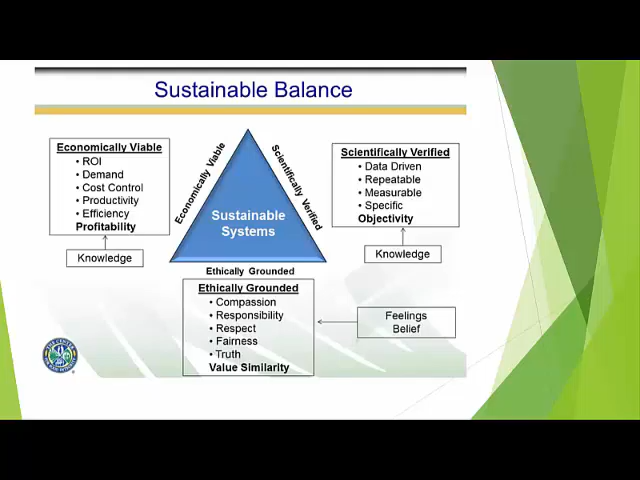 Sustainable Balance
Economically Viable
• ROI
• Demand
• Cost Control
• Productivity
• Efficiency
Profitability
Knowledge
Economically Viable
Scientifically Verified
Sustainable
Systems
Ethically Grounded
Scientifically Verified
• Data Driven
• Repeatable
• Measurable
• Specific
Objectivity
Knowledge
Ethically Grounded
• Compassion
• Responsibility
• Respect
• Fairness
• Truth
Value Similarity
Feelings
Belief
THE CENTER